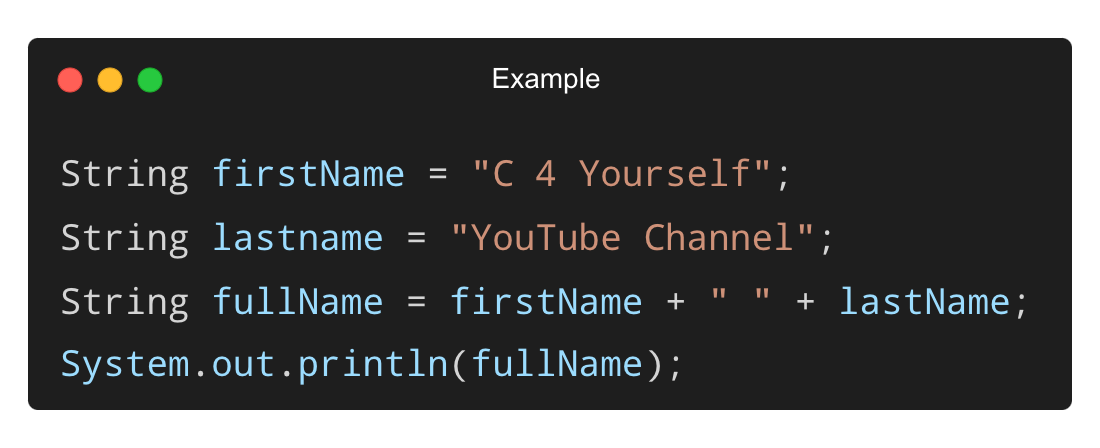 Example
String firstName = "C 4 Yourself";
String lastname = "YouTube Channel";
String fullName = firstName + " " + lastName;
System.out.println(fullName);